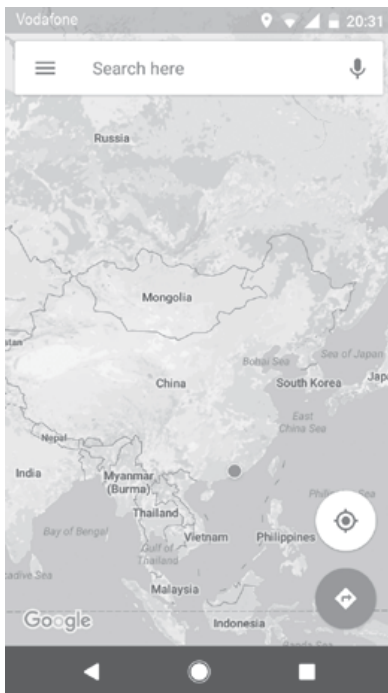 Vodafone
20:31
Search here
Russia
Mongolia
Bohai Sea
Sea of Japan
China
South Korea
East
China Sea
Nepal
India
Myanmar
(Burma)
Thailand
Bay of Bengal
Gulf of
Thailand
Vietnam
Philippines
Malaysia
Google
Indonesia